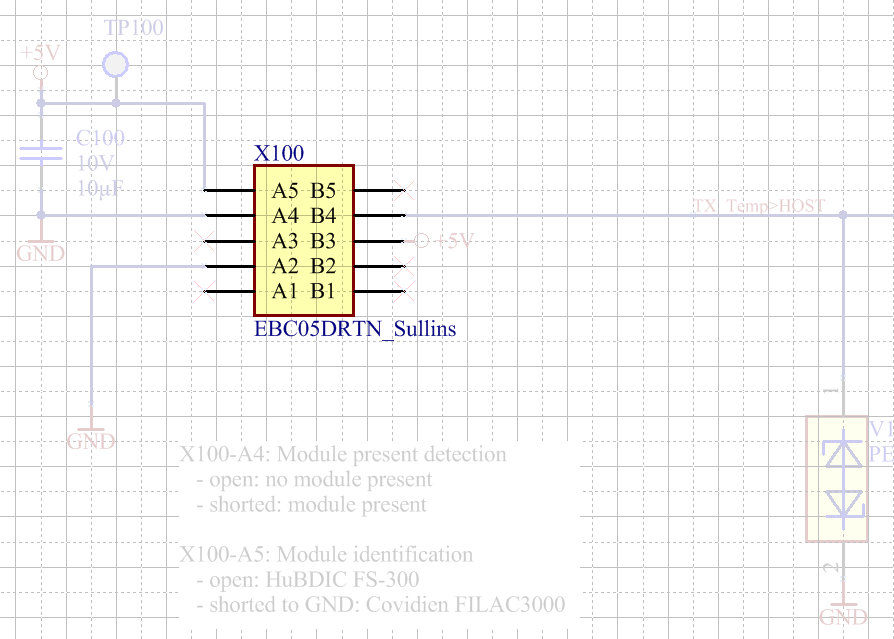 TP100
+5V
C100
10V
10µF
GND
X100
A5 B5
A4 B4
A3 B3
A2 B2
A1 B1
EBC05DRTN_Sullins
TX_Temp>HOST
+5V
GND
X100-A4: Module present detection
- open: no module present
- shorted: module present
X100-A5: Module identification
- open: HuBDIC FS-300
- shorted to GND: Covidien FILAC3000
1
V1
PE
2
GND